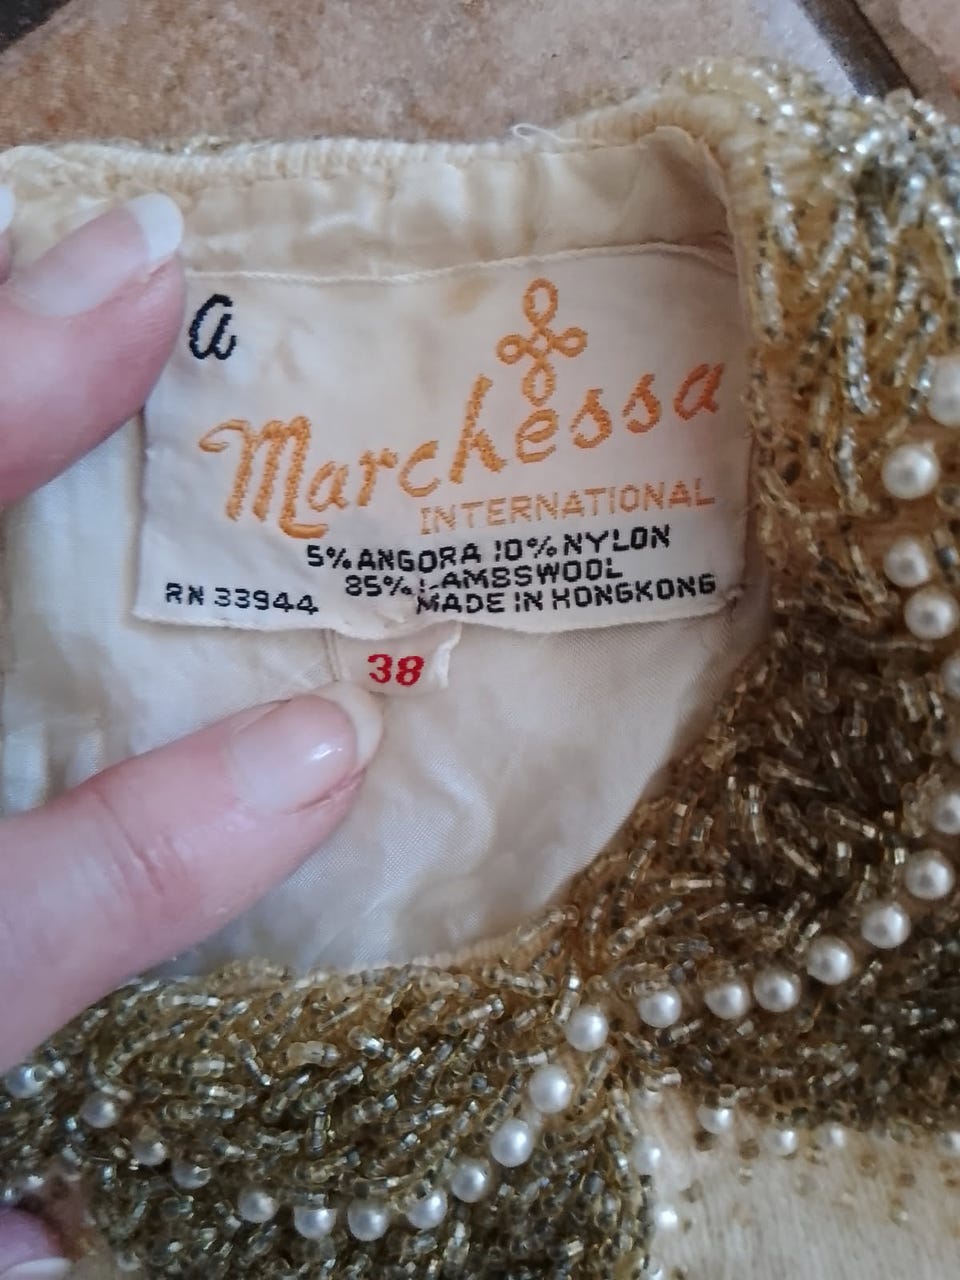 a
Marchessa
INTERNATIONAL
5% ANGORA 10% NYLON
85% LAMBSWOOL
RN 33944 MADE IN HONGKONG
38